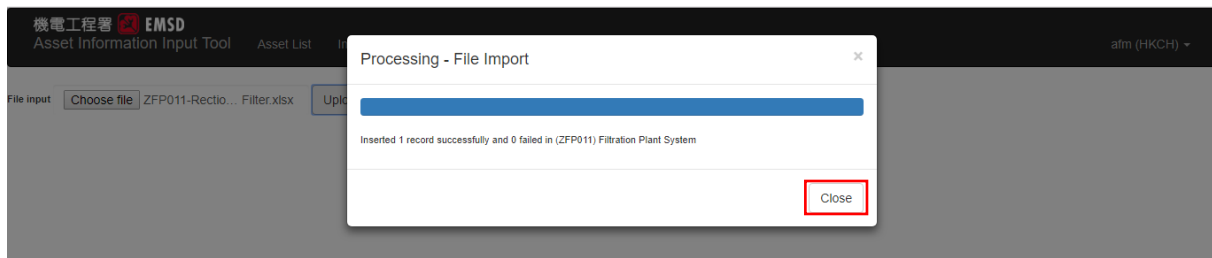 機電工程署 EMSD
Asset Information Input Tool Asset List afm (HKCH)
Processing - File Import ×
File input Choose file ZFP011-Rectio... Filter.xlsx
Inserted 1 record successfully and 0 failed in (ZFP011) Filtration Plant System
Close